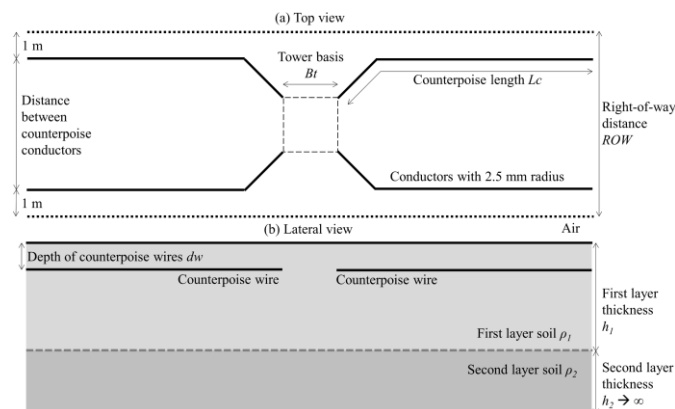 (a) Top view
1 m
Tower basis
Bt
Counterpoise length Lc
Distance
between
counterpoise
conductors
Right-of-way
distance
ROW
Conductors with 2.5 mm radius
1 m
(b) Lateral view
Air
Depth of counterpoise wires dw
Counterpoise wire
Counterpoise wire
First layer
thickness
h₁
First layer soil ρ₁
Second layer soil ρ₂
Second layer
thickness
h₂ → ∞